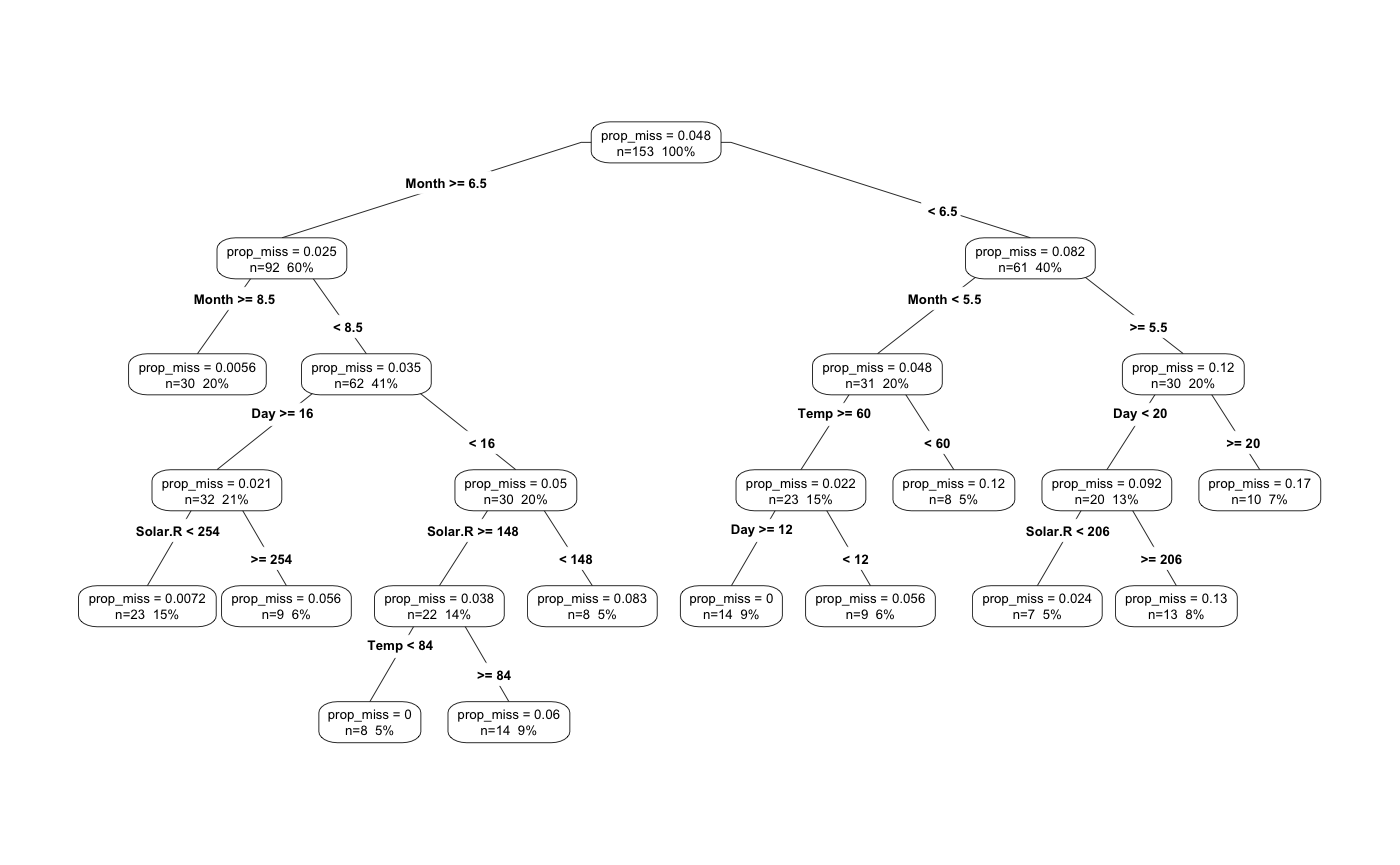 prop_miss = 0.048
n=153 100%
Month >= 6.5
< 6.5
prop_miss = 0.025
n=92 60%
prop_miss = 0.082
n=61 40%
Month >= 8.5
< 8.5
Month < 5.5
>= 5.5
prop_miss = 0.0056
n=30 20%
prop_miss = 0.035
n=62 41%
prop_miss = 0.048
n=31 20%
prop_miss = 0.12
n=30 20%
Day >= 16
< 16
Temp >= 60
< 60
Day < 20
>= 20
prop_miss = 0.021
n=32 21%
prop_miss = 0.05
n=30 20%
prop_miss = 0.022
n=23 15%
prop_miss = 0.12
n=8 5%
prop_miss = 0.092
n=20 13%
prop_miss = 0.17
n=10 7%
Solar.R < 254
>= 254
Solar.R >= 148
< 148
Day >= 12
< 12
Solar.R < 206
>= 206
prop_miss = 0.0072
n=23 15%
prop_miss = 0.056
n=9 6%
prop_miss = 0.038
n=22 14%
prop_miss = 0.083
n=8 5%
prop_miss = 0
n=14 9%
prop_miss = 0.056
n=9 6%
prop_miss = 0.024
n=7 5%
prop_miss = 0.13
n=13 8%
Temp < 84
>= 84
prop_miss = 0
n=8 5%
prop_miss = 0.06
n=14 9%